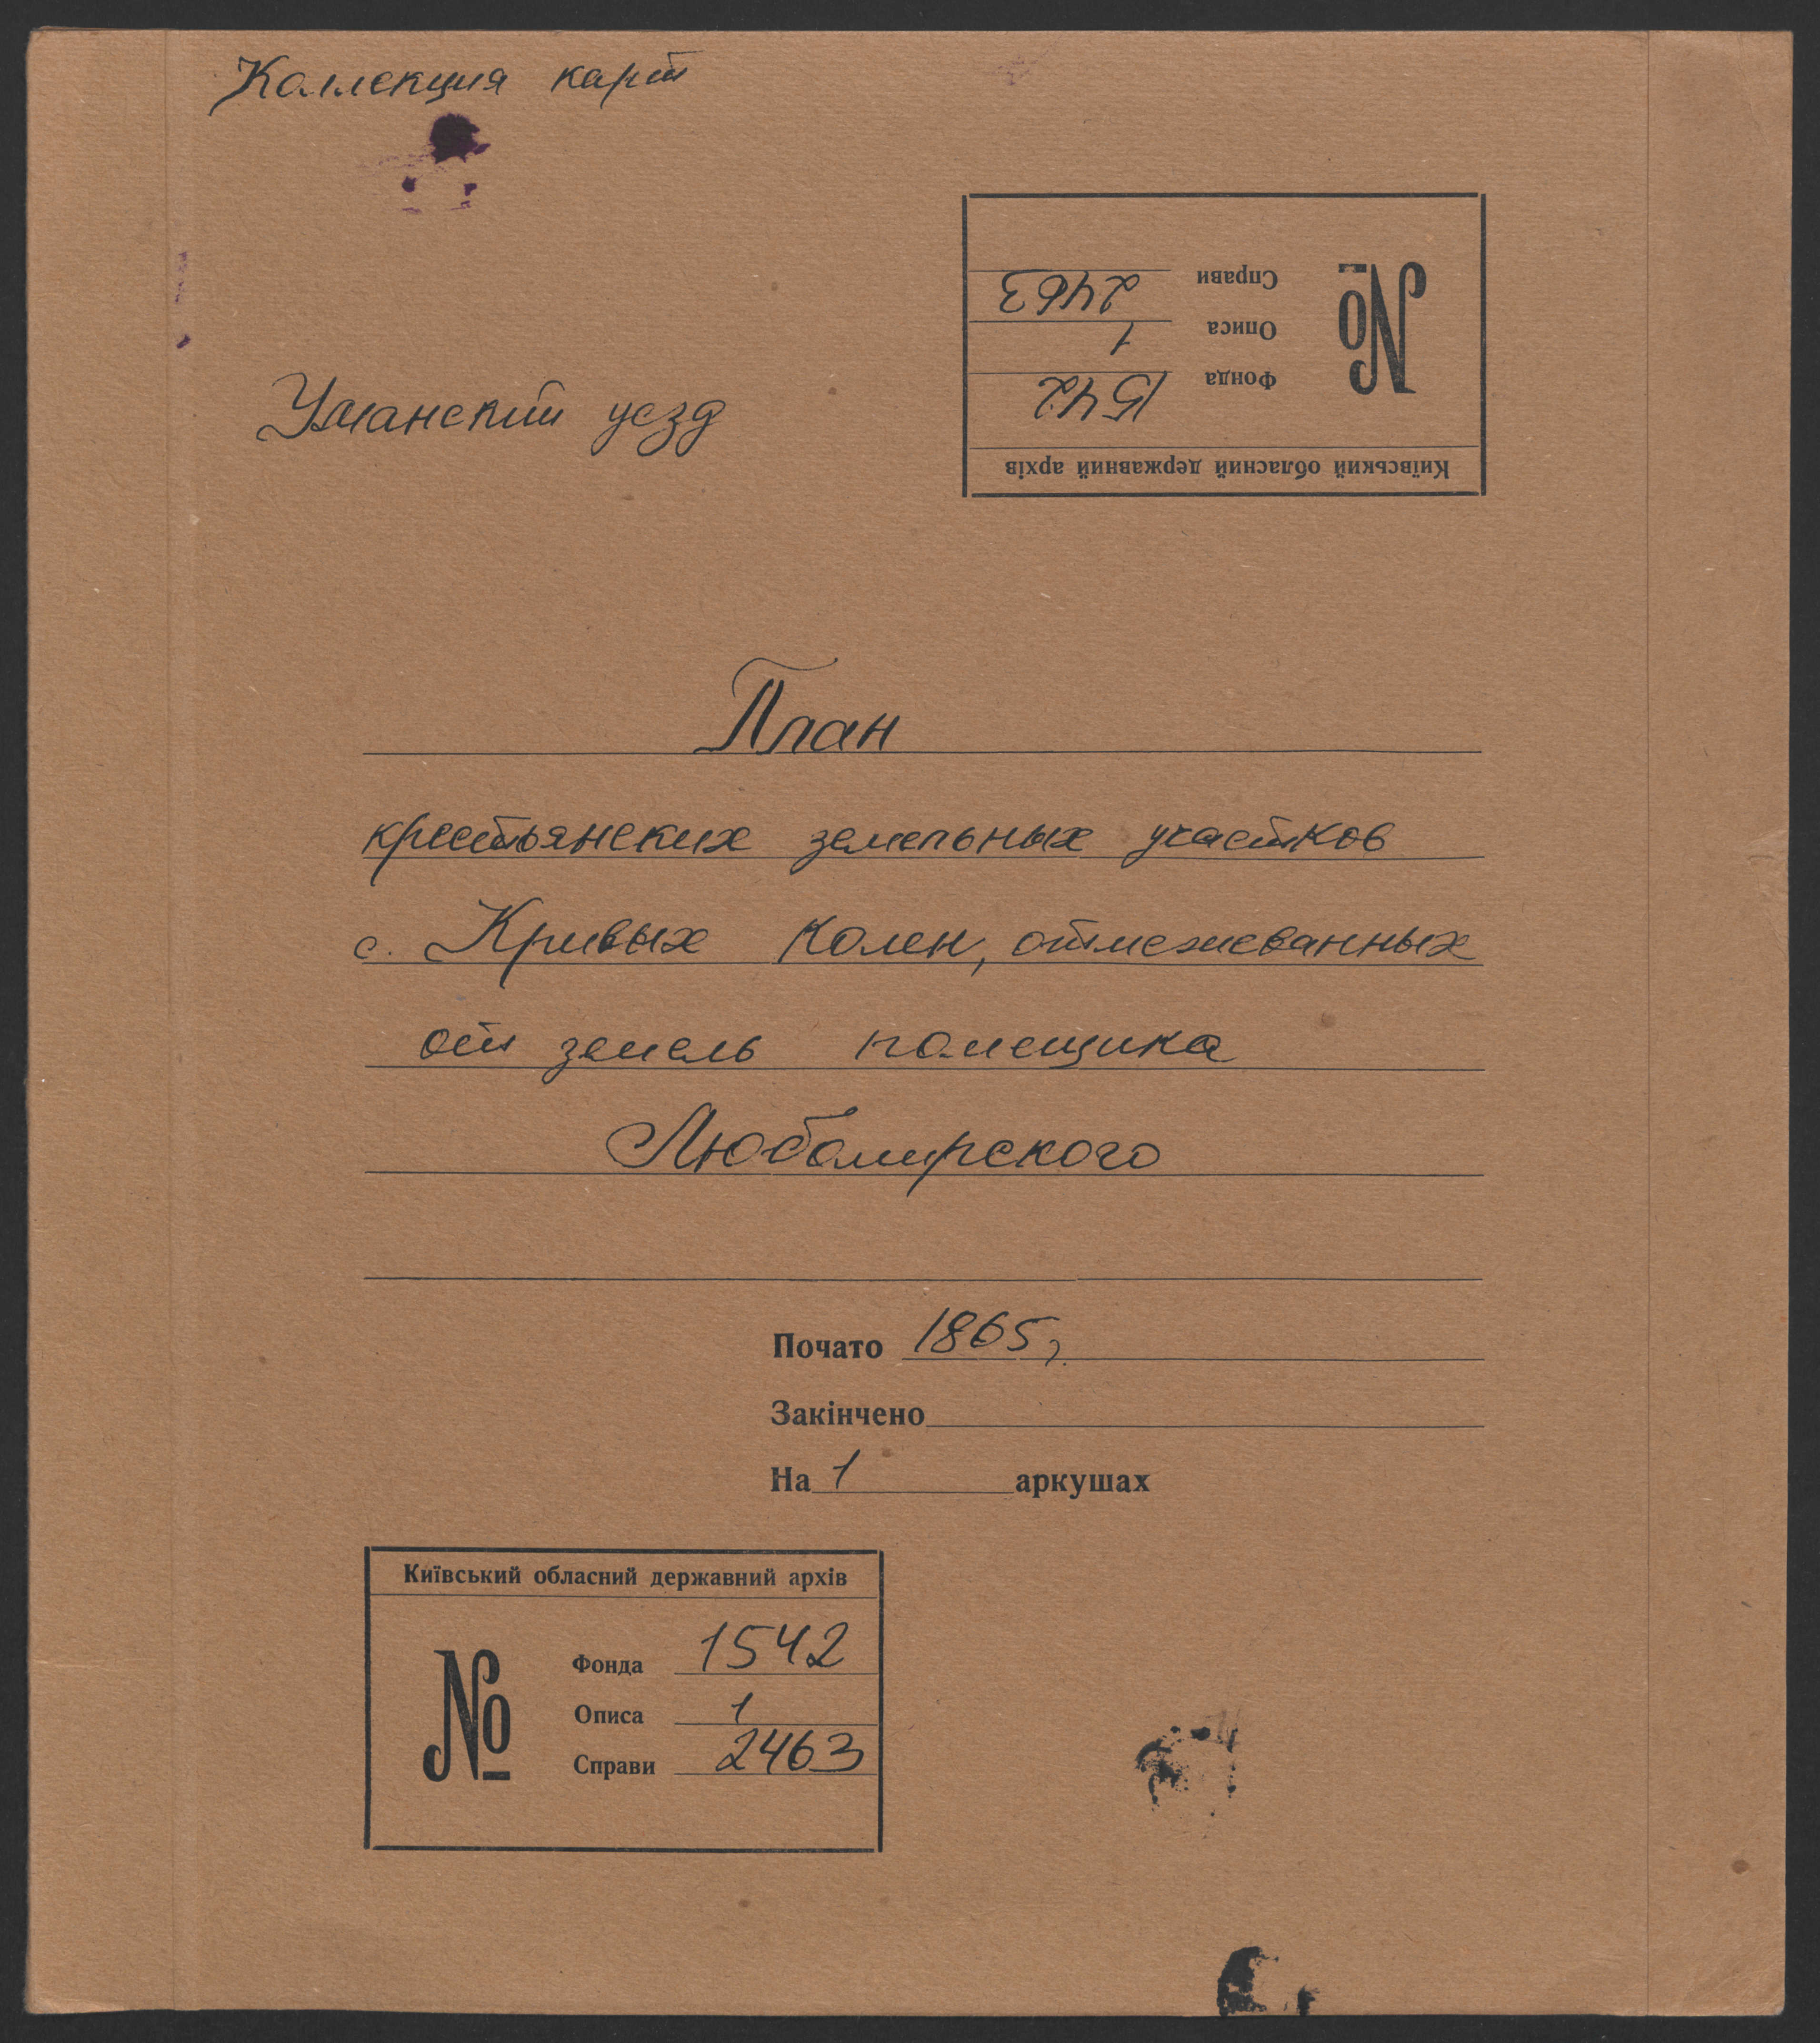 Коллекция карт
Справи 2463
Описа 1
Фонда 1542
№
Київський обласний державний архів
Уманский уезд
План
крестьянских земельных участков
с. Кривых Колен, отмежеванных
от земель помещика
Любомирского
Почато 1865 г.
Закінчено
На 1 аркушах
Київський обласний державний архів
№
Фонда 1542
Описа 1
Справи 2463